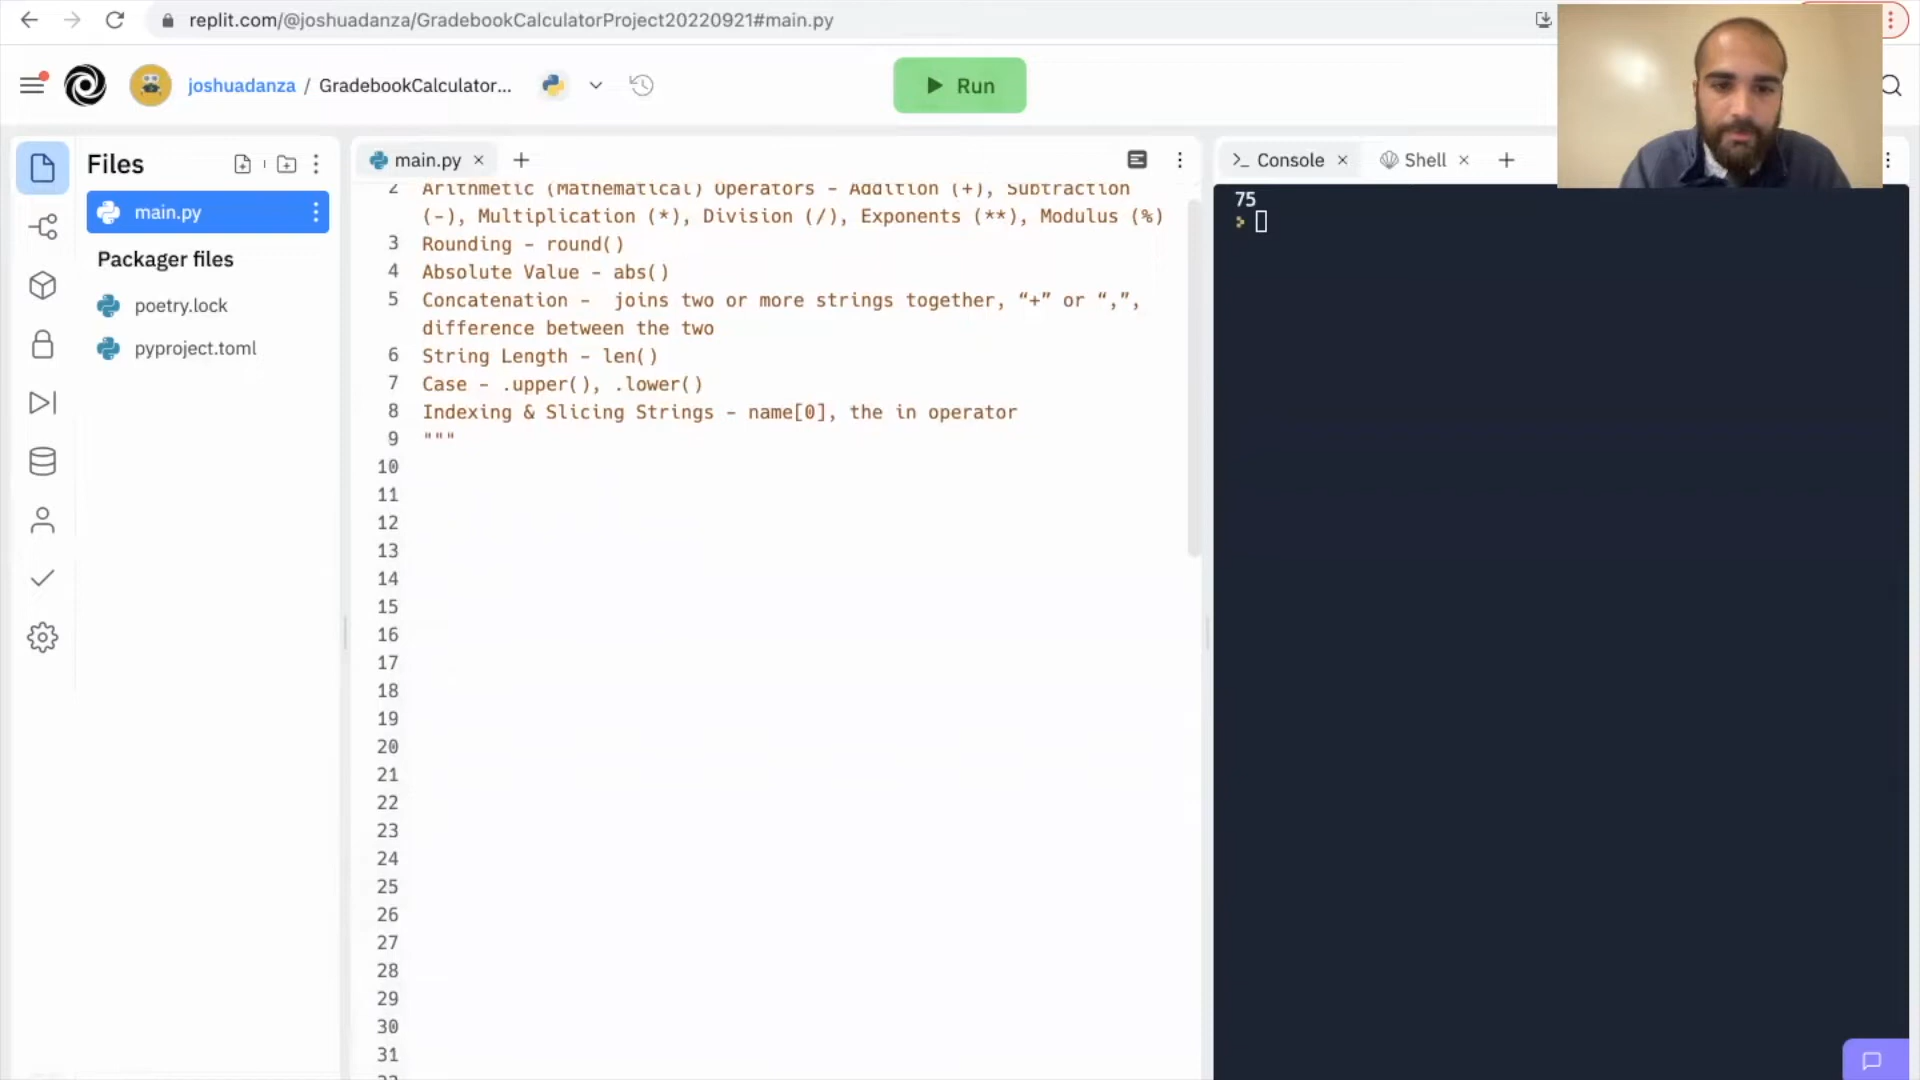 replit.com/@joshuadanza/GradebookCalculatorProject20220921#main.py
joshuadanza / GradebookCalculator...
Run
Files
main.py
Packager files
poetry.lock
pyproject.toml
main.py
2 Arithmetic (Mathematical) Operators - Addition (+), Subtraction
(-), Multiplication (*), Division (/), Exponents (**), Modulus (%)
3 Rounding - round()
4 Absolute Value - abs()
5 Concatenation -  joins two or more strings together, “+” or “,”,
difference between the two
6 String Length - len()
7 Case - .upper(), .lower()
8 Indexing & Slicing Strings - name[0], the in operator
9 """
10
11
12
13
14
15
16
17
18
19
20
21
22
23
24
25
26
27
28
29
30
31
Console
Shell
75